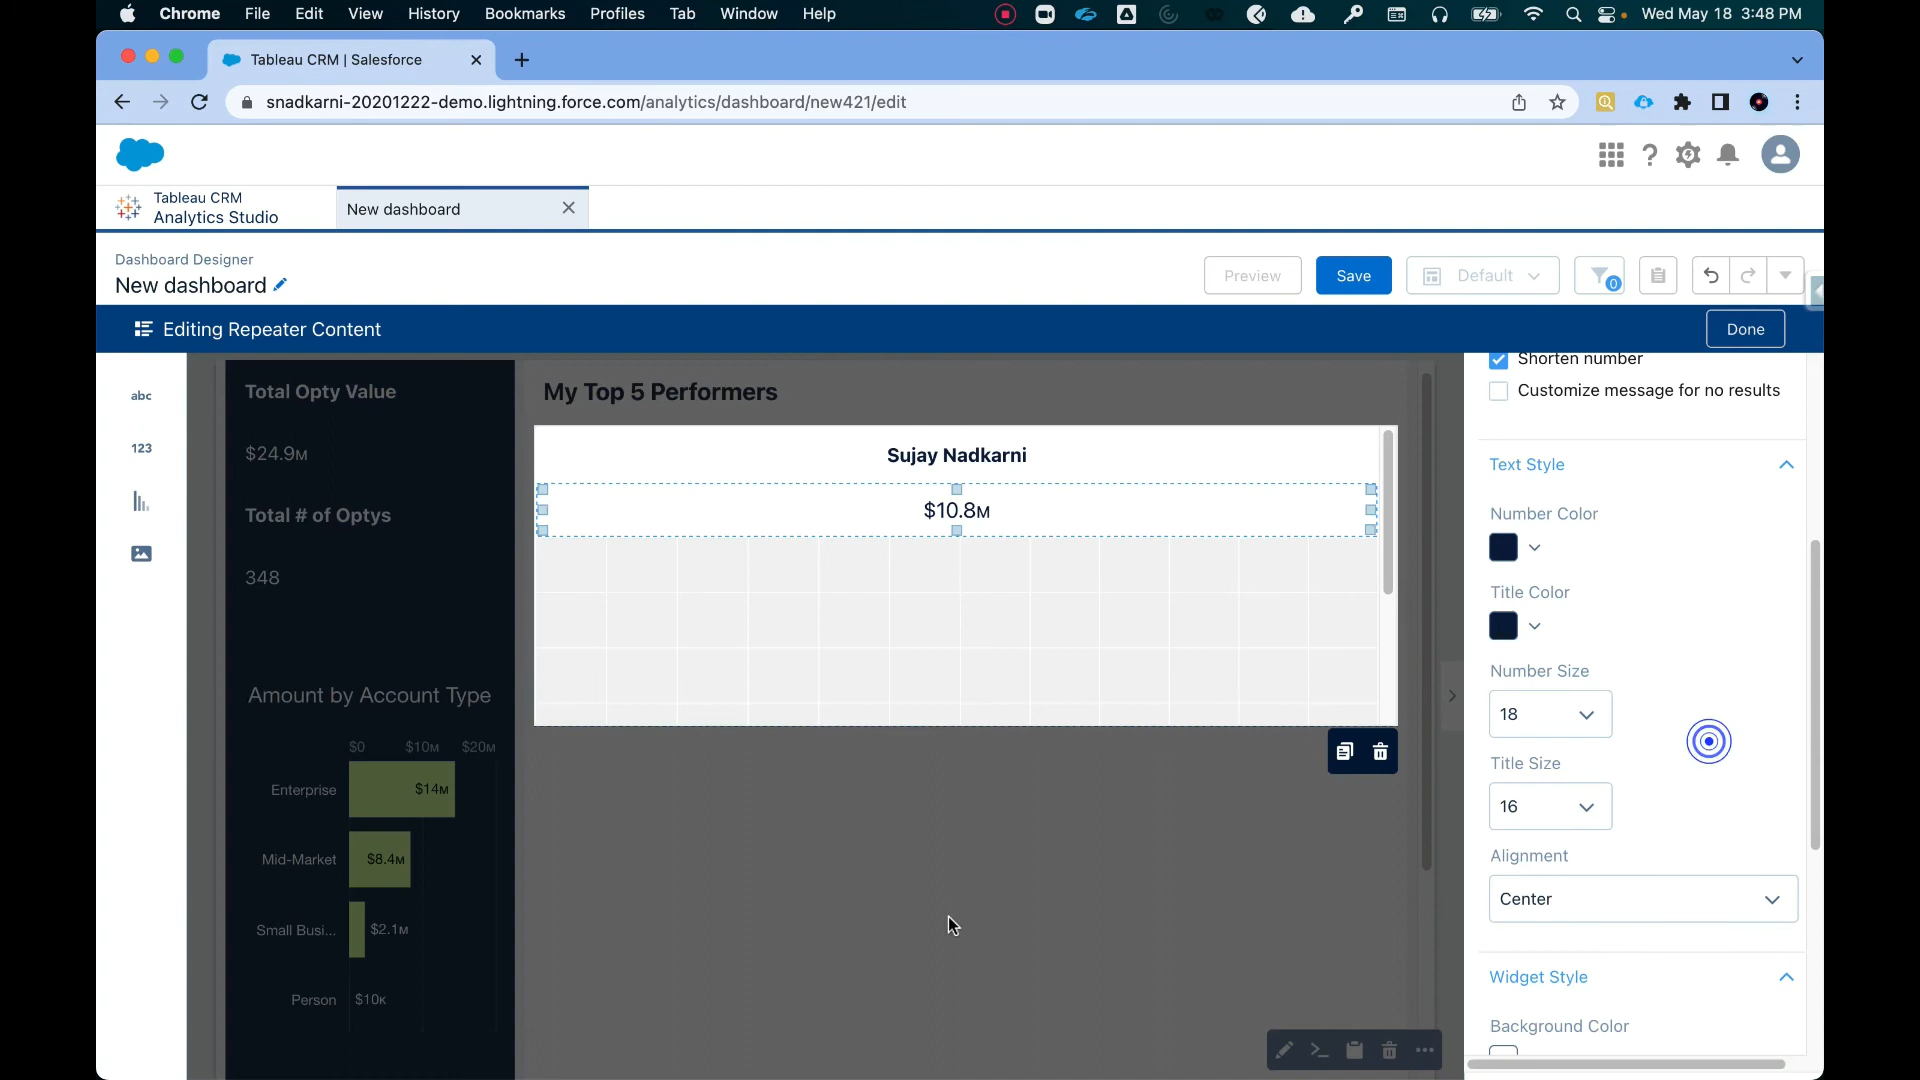 Chrome File Edit View History Bookmarks Profiles Tab Window Help Wed May 18 3:48 PM
Tableau CRM | Salesforce
snadkarni-20201222-demo.lightning.force.com/analytics/dashboard/new421/edit
Tableau CRM
Analytics Studio
New dashboard
Dashboard Designer
New dashboard
Preview Save Default 0
Editing Repeater Content
Done
abc
123
Total Opty Value
$24.9M
Total # of Optys
348
Amount by Account Type
$0 $10M $20M
Enterprise $14M
Mid-Market $8.4M
Small Busi... $2.1M
Person $10K
My Top 5 Performers
Sujay Nadkarni
$10.8M
Shorten number
Customize message for no results
Text Style
Number Color
Title Color
Number Size
18
Title Size
16
Alignment
Center
Widget Style
Background Color